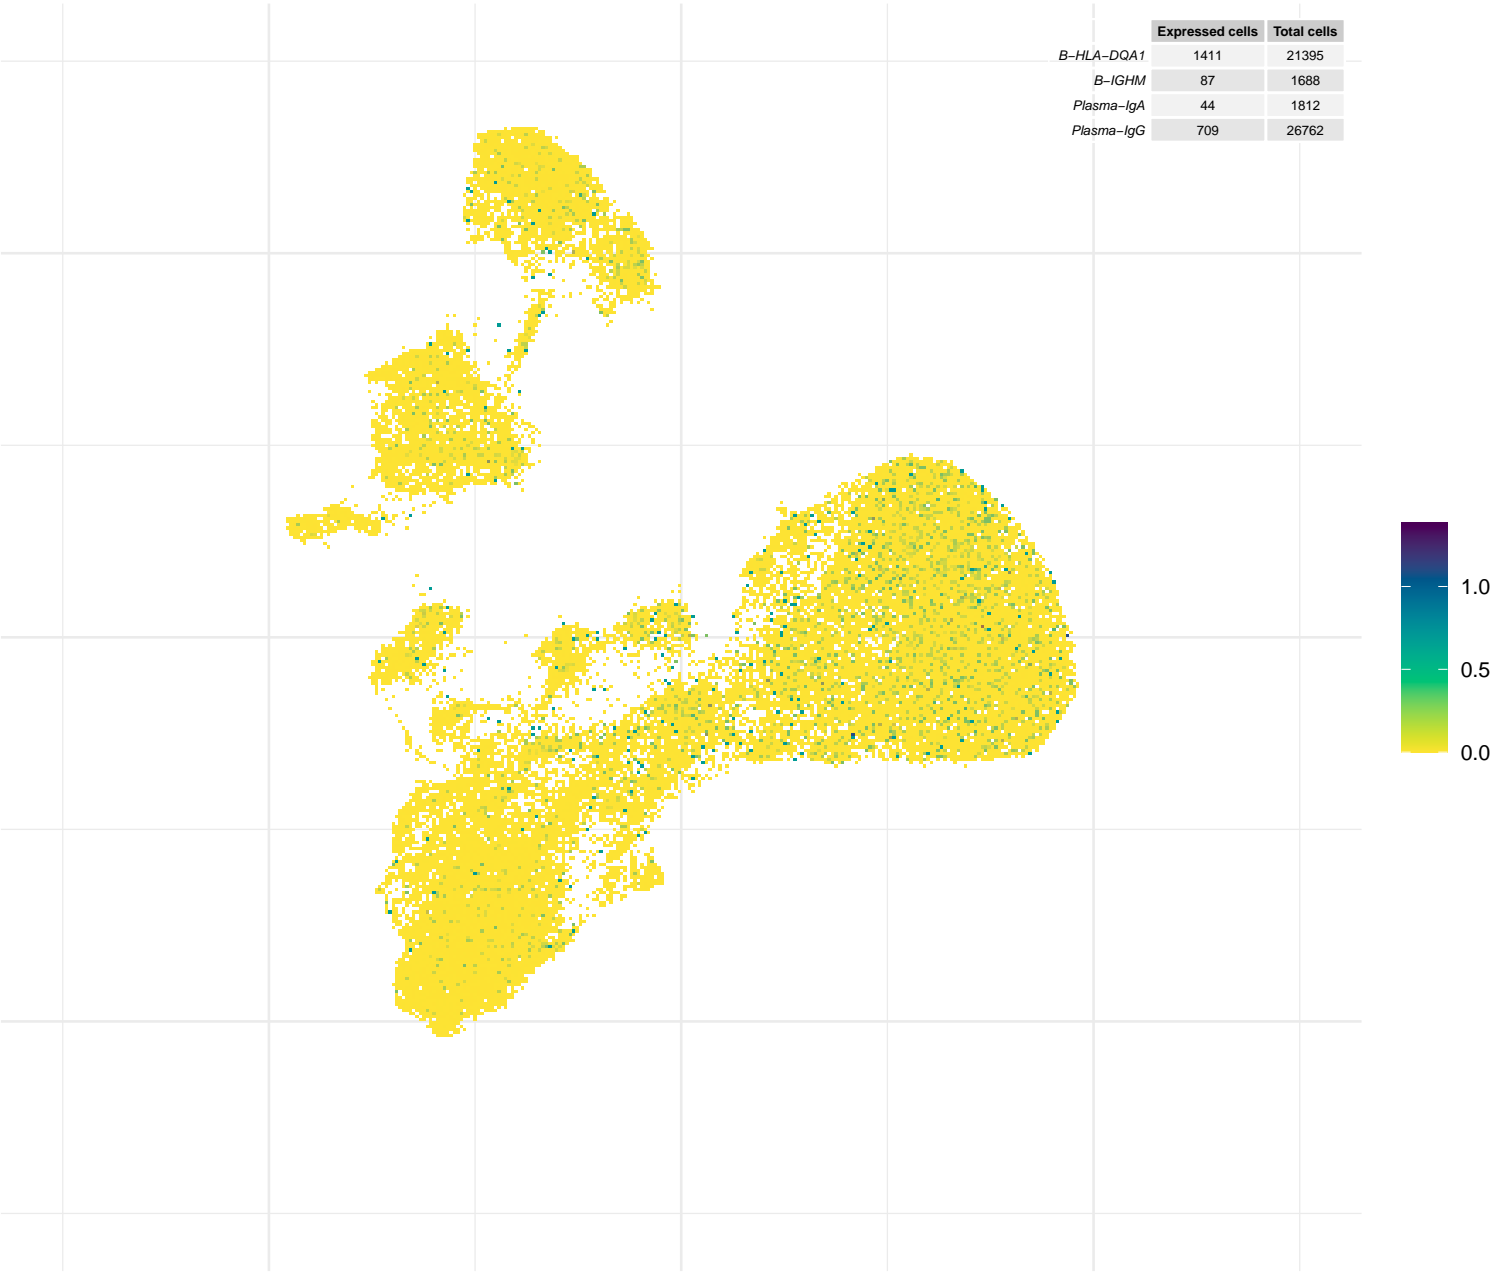 Expressed cells Total cells
B−HLA−DQA1 1411 21395
B−IGHM 87 1688
Plasma−IgA 44 1812
Plasma−IgG 709 26762
1.0
0.5
0.0